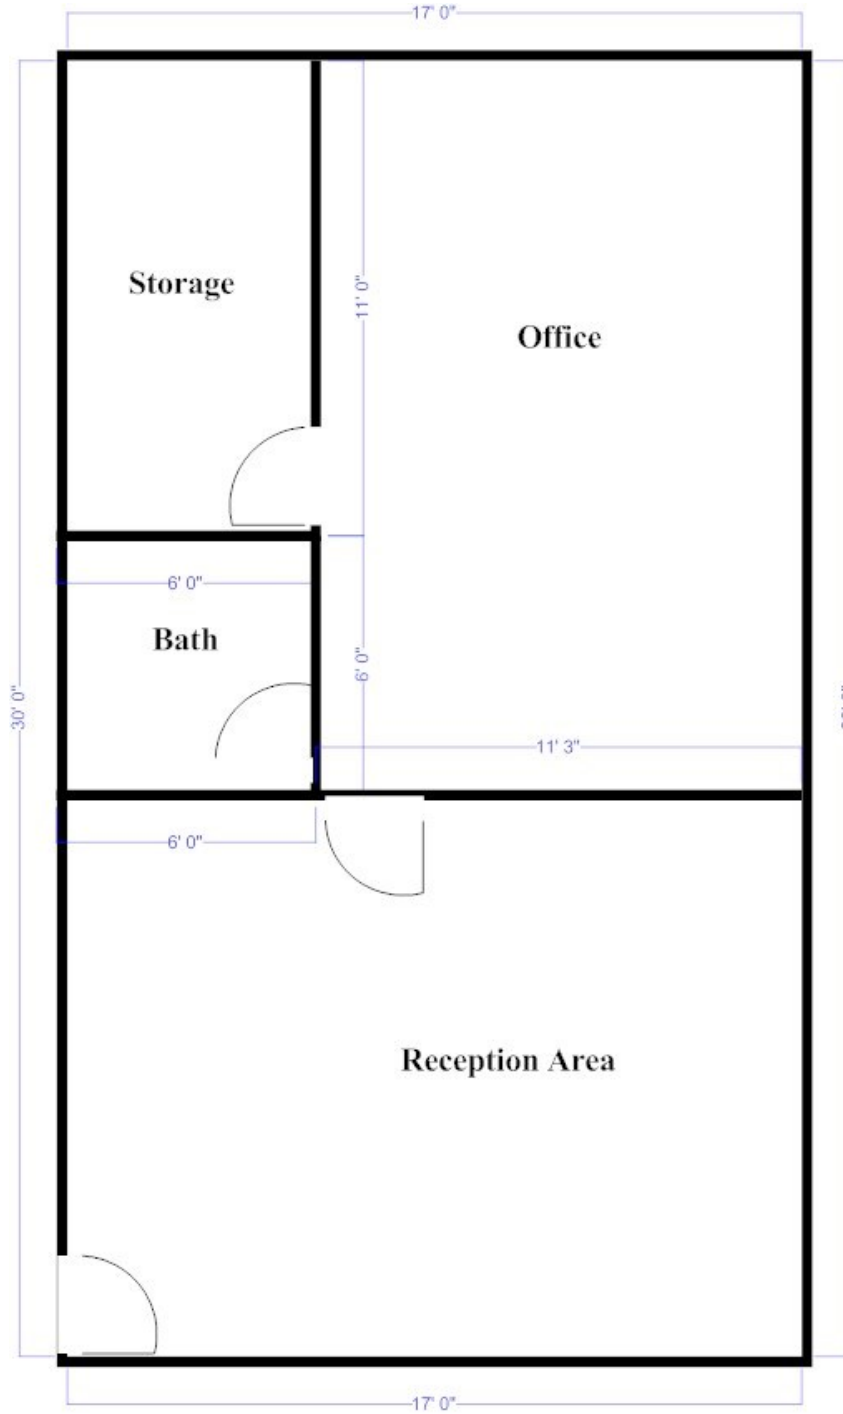 17' 0"
Storage
11' 0"
Office
6' 0"
Bath
6' 0"
30' 0"
11' 3"
6' 0"
Reception Area
17' 0"